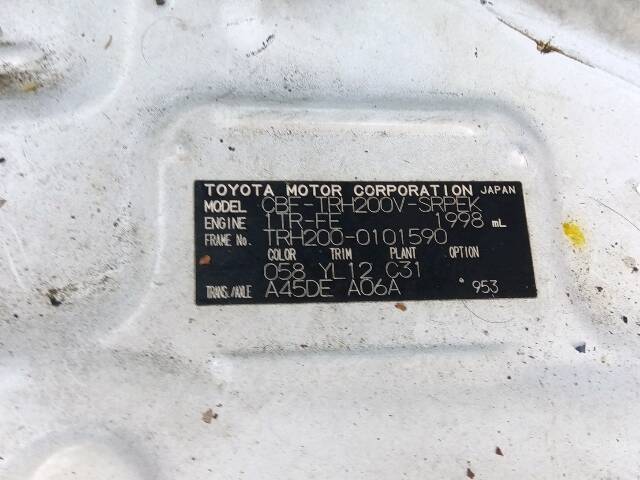 TOYOTA MOTOR CORPORATION JAPAN
MODEL CBF-TRH200V-SRPEK
ENGINE 1TR-FE 1998 mL
FRAME No. TRH200-0101590
COLOR TRIM PLANT OPTION
058 YL12 C31
TRANS./AXLE A45DE A06A 953